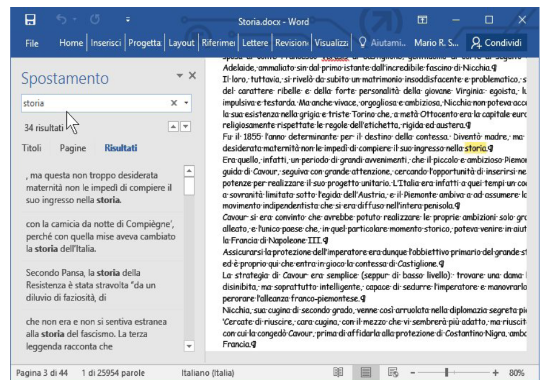 Storia.docx - Word
File Home Inserisci Progetta: Layout Riferime Lettere Revision Visualizz Aiutami... Mario R. S... Condividi
Spostamento
storia
34 risultati
Titoli Pagine Risultati
, ma questa non troppo desiderata
maternità non le impedì di compiere il
suo ingresso nella storia.
con la camicia da notte di Compiègne',
perché con quella mise aveva cambiato
la storia dell'Italia.
Secondo Pansa, la storia della
Resistenza è stata stravolta "da un
diluvio di faziosità, di
che non era e non si sentiva estranea
alla storia del fascismo. La terza
leggenda racconta che
Adelaide, ammaliato sin dal primo istante dall'incredibile fascino di Nicchia.¶
Il loro, tuttavia, si rivelò da subito un matrimonio insoddisfacente e problematico, s
del carattere ribelle e della forte personalità della giovane Virginia: egoista, lu
impulsiva e testarda. Ma anche vivace, orgogliosa e ambiziosa, Nicchia non poteva acce
la sua esistenza nella grigia e triste Torino che, a metà Ottocento era la capitale euro
religiosamente rispettate le regole dell'etichetta, rigida ed austera.¶
Fu il 1855 l'anno determinante per il destino della contessa. Diventò madre, ma
desiderata maternità non le impedì di compiere il suo ingresso nella storia.¶
Era quello, infatti, un periodo di grandi avvenimenti, che il piccolo e ambizioso Piemon
guida di Cavour, seguiva con grande attenzione, cercando l'opportunità di inserirsi ne
potenze per realizzare il suo progetto unitario. L'Italia era infatti a quei tempi un coa
a sovranità limitata sotto l'egida dell'Austria, e il Piemonte ambiva a ad assumere la
movimento indipendentista che si era diffuso nell'intera penisola.¶
Cavour si era convinto che avrebbe potuto realizzare le proprie ambizioni solo gra
alleato, e l'unico paese che, in quel particolare momento storico, poteva venire in aiut
la Francia di Napoleone III.¶
Assicurarsi la protezione dell'imperatore era dunque l'obbiettivo primario del grande st
ed è proprio qui che entra in gioco la contessa di Castiglione.¶
La strategia di Cavour era semplice (seppur di basso livello): trovare una dama
disinibita, ma soprattutto intelligente, capace di sedurre l'imperatore e manovrarlo
perorare l'alleanza franco-piemontese.¶
Nicchia, sua cugina di secondo grado, venne così arruolata nella diplomazia segreta pie
'Cercate di riuscire, cara cugina, con il mezzo che vi sembrerà più adatto, ma riuscit
con cui la congedò Cavour, prima di affidarla alla protezione di Costantino Nigra, amba
Francia.¶
Pagina 3 di 44 1 di 25954 parole Italiano (Italia) 80%